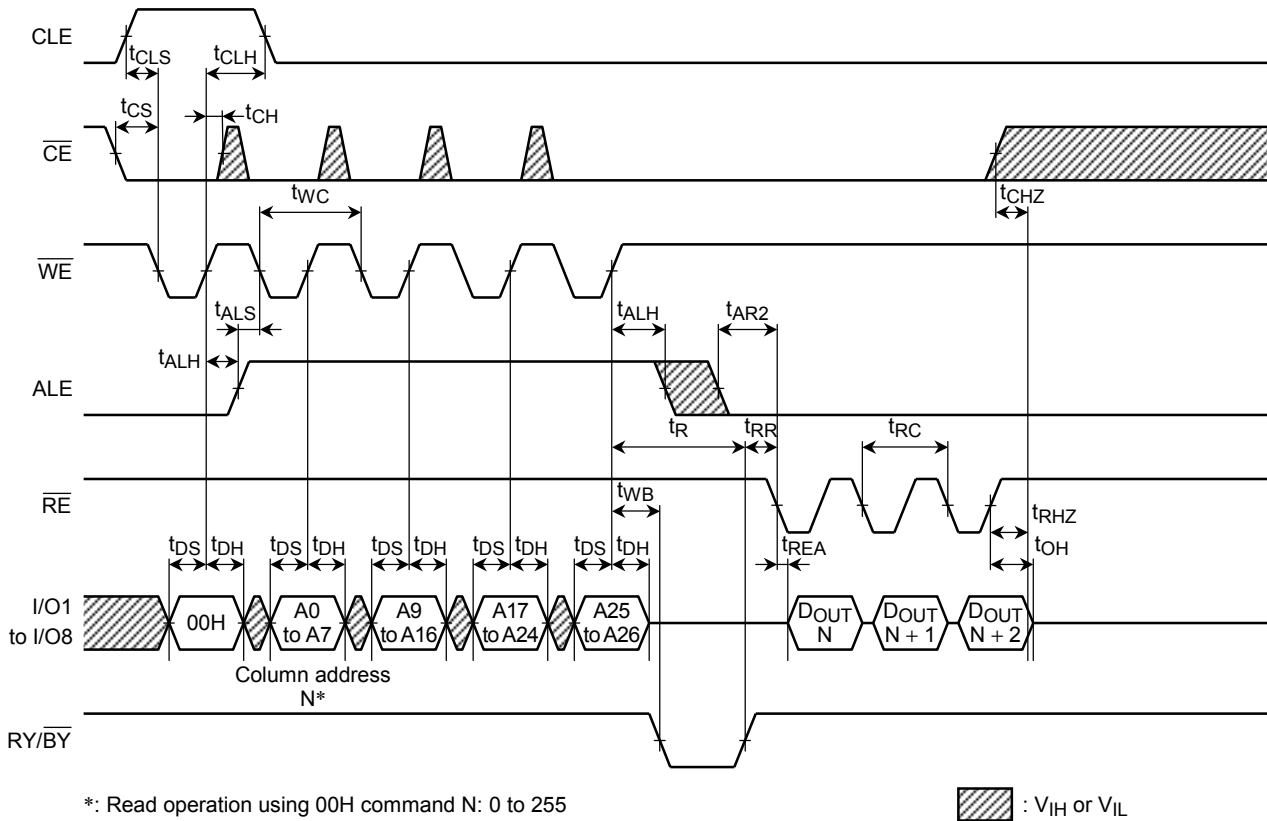 CLE
tCLS
tCLH
tCS
tCH
CE
tWC
tCHZ
WE
tALS
tALH
tAR2
tALH
ALE
tR
tRR
tRC
RE
tWB
tRHZ
tDS tDH tDS tDH tDS tDH tDS tDH tDS tDH
tREA
tOH
I/O1
to I/O8
00H
A0
to A7
A9
to A16
A17
to A24
A25
to A26
DOUT
N
DOUT
N + 1
DOUT
N + 2
Column address
N*
RY/BY
*: Read operation using 00H command N: 0 to 255
: VIH or VIL